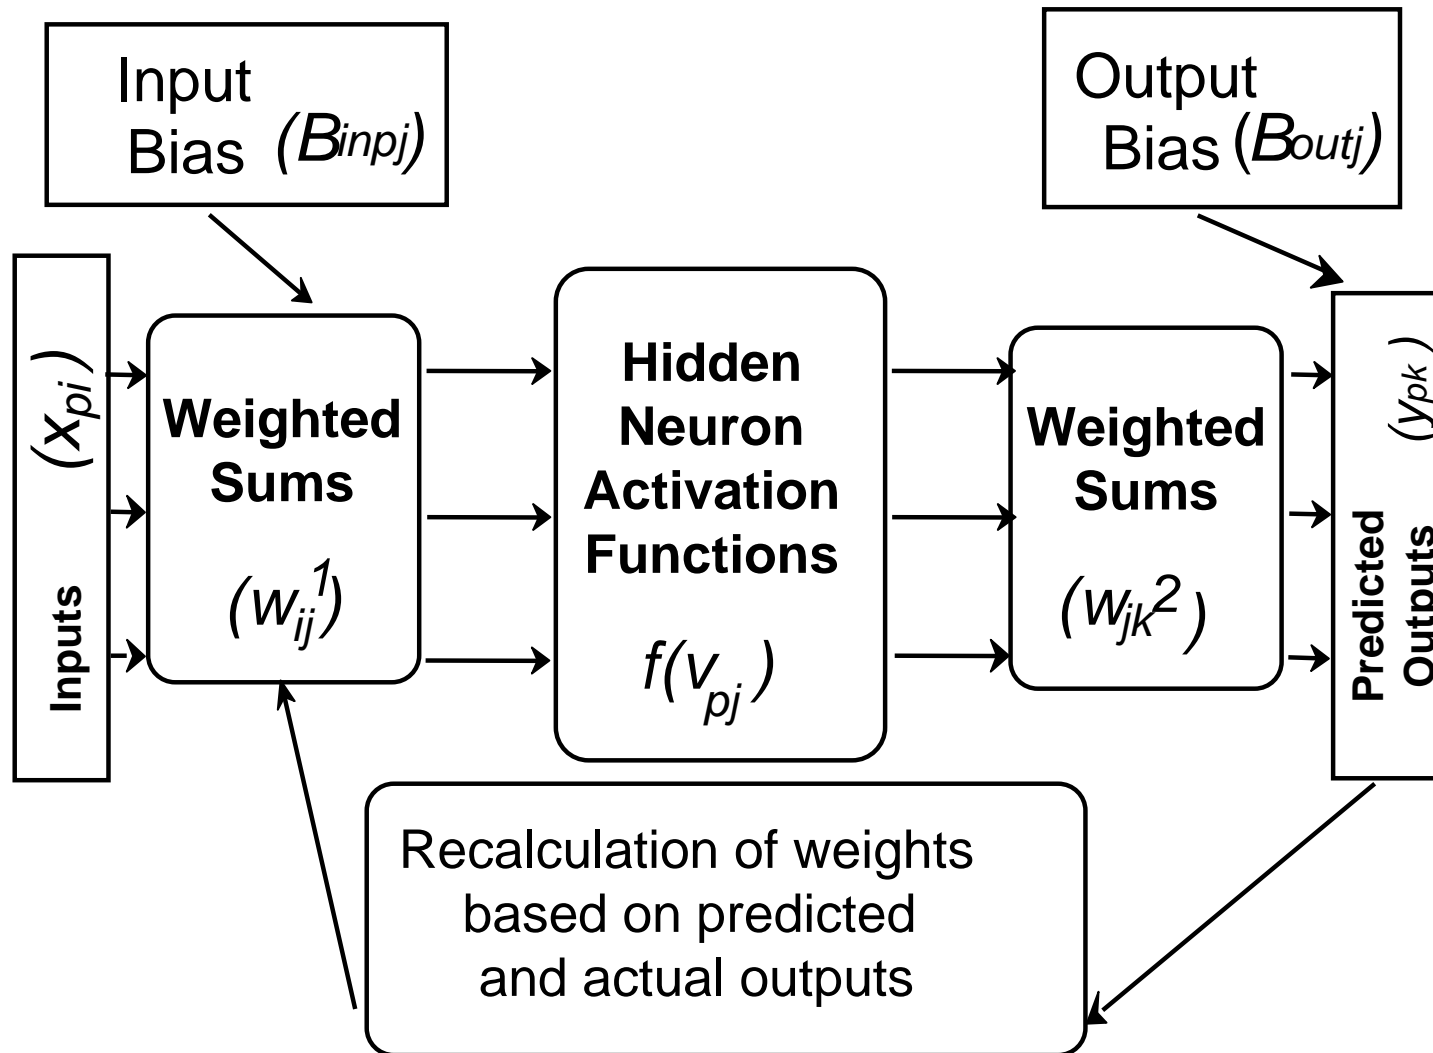 Input
Bias (Binpj)
Output
Bias (Boutj)
Inputs (xpi)
Weighted
Sums
(wij1)
Hidden
Neuron
Activation
Functions
f(vpj)
Weighted
Sums
(wjk2)
Predicted (ypk)
Outputs
Recalculation of weights
based on predicted
and actual outputs